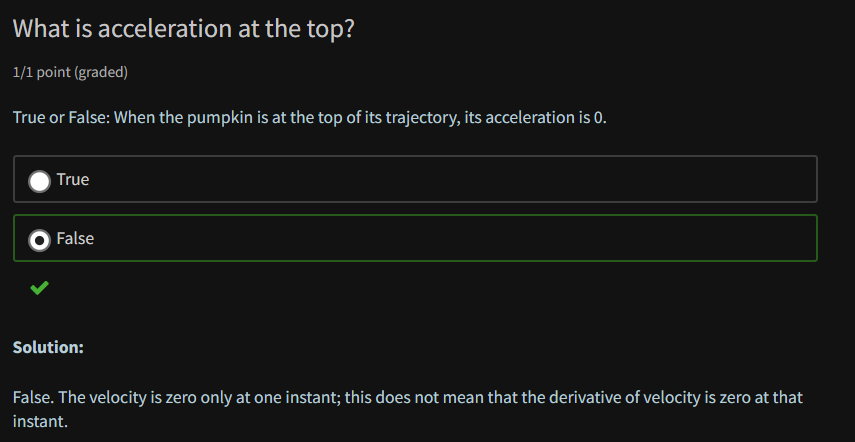 What is acceleration at the top?
1/1 point (graded)
True or False: When the pumpkin is at the top of its trajectory, its acceleration is 0.
True
False
Solution:
False. The velocity is zero only at one instant; this does not mean that the derivative of velocity is zero at that
instant.